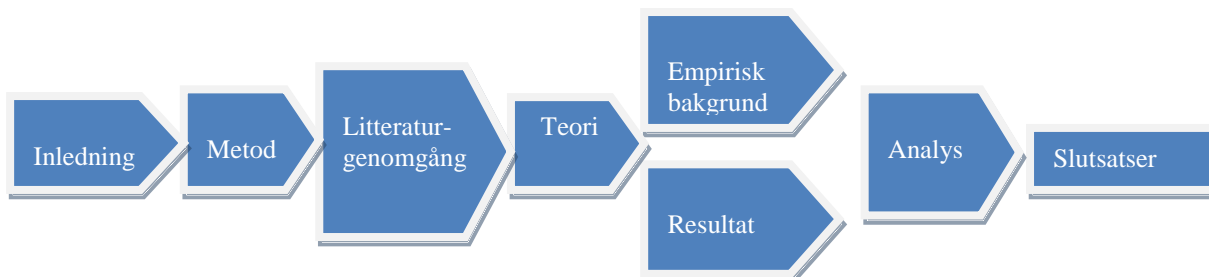 Inledning
Metod
Litteratur-
genomgång
Teori
Empirisk
bakgrund
Resultat
Analys
Slutsatser